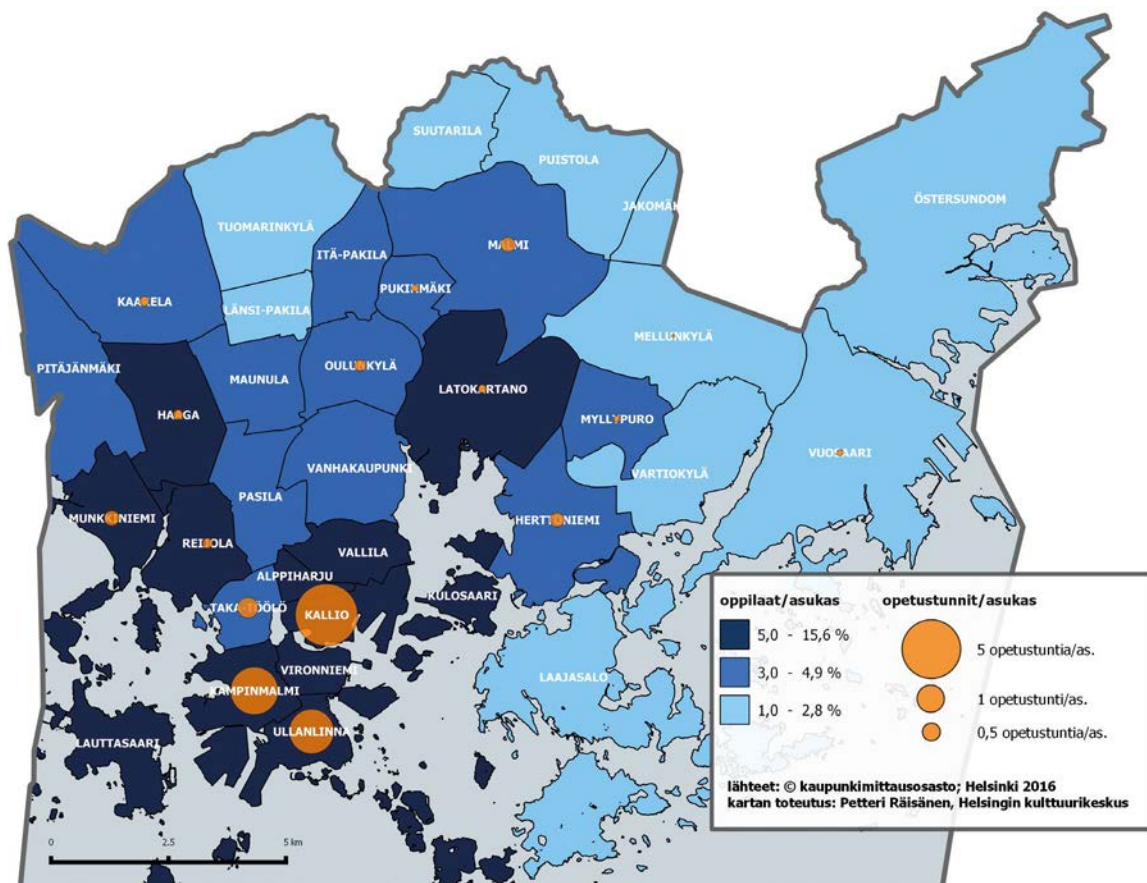 SUUTARILA
PUISTOLA
JAKOMÄK
ÖSTERSUNDOM
TUOMARINKYLÄ
ITÄ-PAKILA
MALMI
KAARELA
PUKINMÄKI
LÄNSI-PAKILA
MELLUNKYLÄ
PITÄJÄNMÄKI
MAUNULA
OULUNKYLÄ
LATOKARTANO
HAAGA
MYLLYPURO
VUOSAARI
VANHAKAUPUNKI
VARTIOKYLÄ
PASILA
MUNKKINIEMI
HERTTONIEMI
REIJOLA
VALLILA
ALPPIHARJU
KULOSAARI
TAKA-TÖÖLÖ
KALLIO
VIRONNIEMI
KAMPINMALMI
LAAJASALO
ULLANLINNA
LAUTTASAARI
0 2.5 5 km
oppilaat/asukas
5,0 - 15,6 %
3,0 - 4,9 %
1,0 - 2,8 %
opetustunnit/asukas
5 opetustuntia/as.
1 opetustunti/as.
0,5 opetustuntia/as.
lähteet: © kaupunkimittausosasto; Helsinki 2016
kartan toteutus: Petteri Räisänen, Helsingin kulttuurikeskus